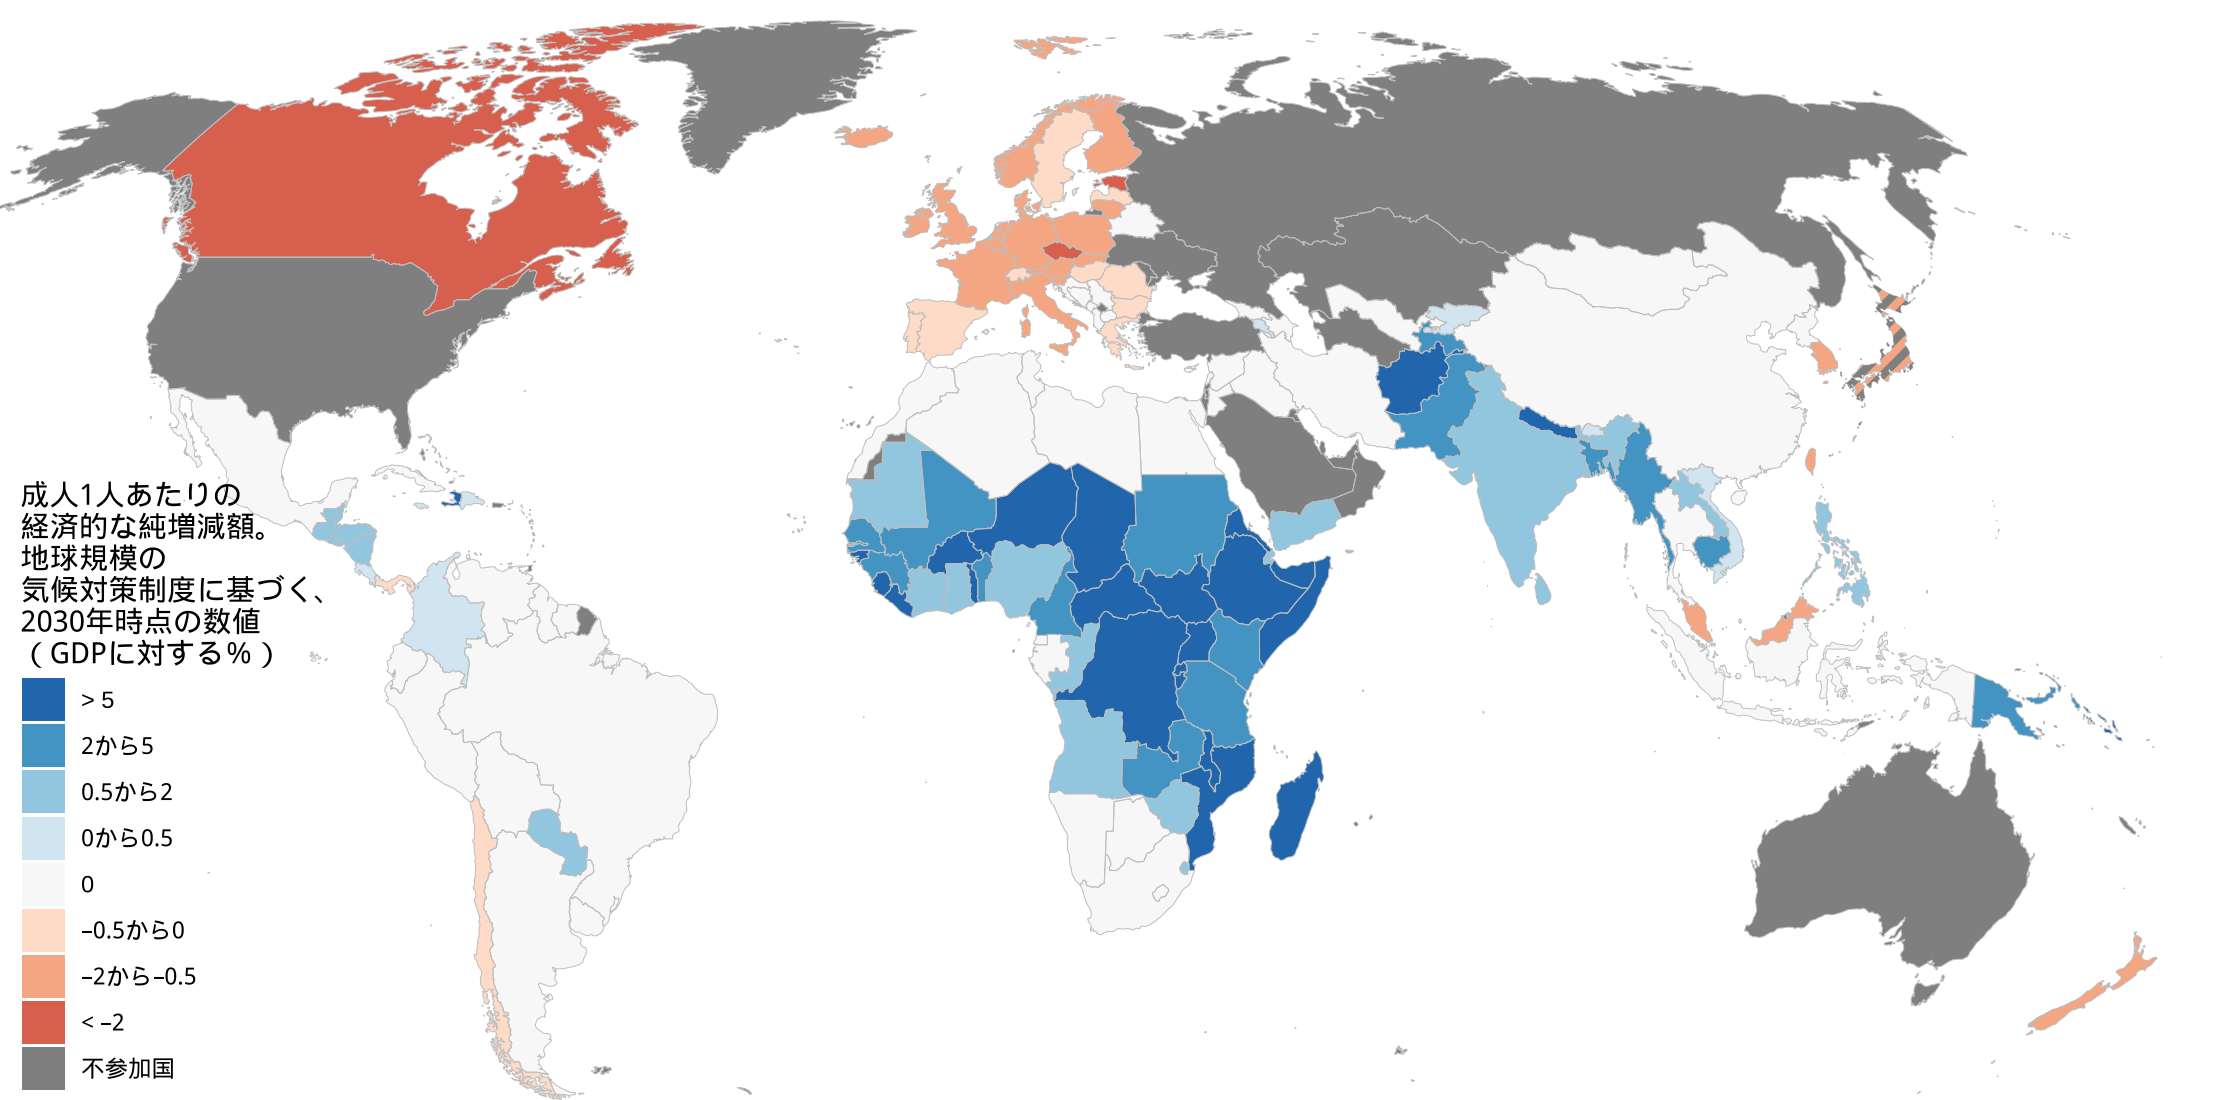 成人1人あたりの
経済的な純増減額。
地球規模の
気候対策制度に基づく、
2030年時点の数値
（GDPに対する%）
> 5
2から5
0.5から2
0から0.5
0
–0.5から0
–2から–0.5
< –2
不参加国